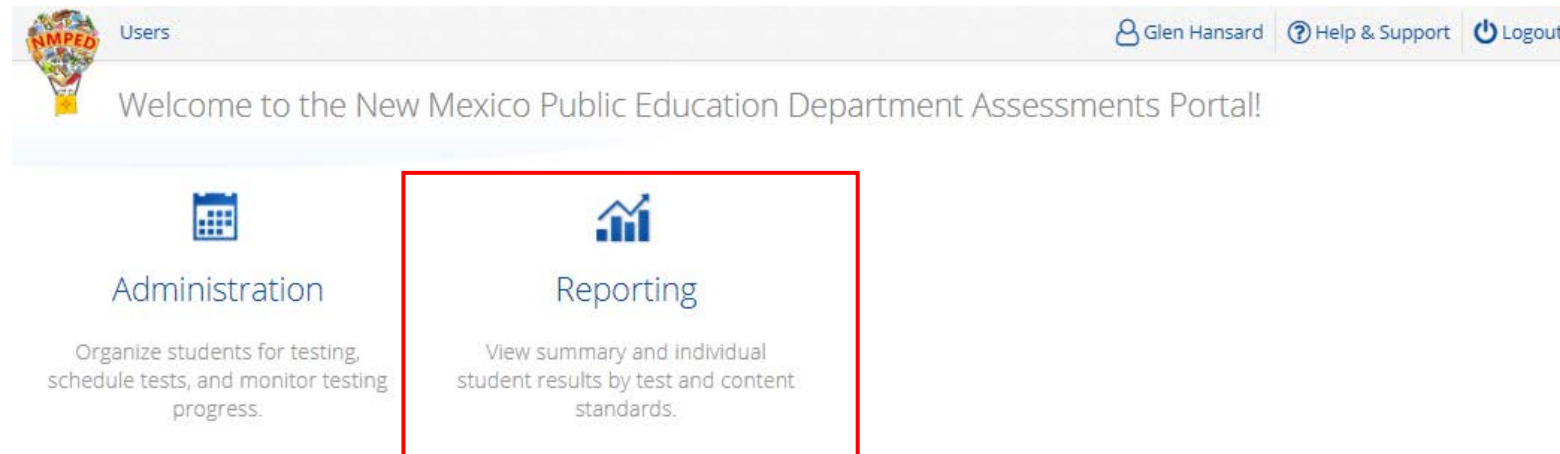 NMPED
Users
Glen Hansard
Help & Support
Logout
Welcome to the New Mexico Public Education Department Assessments Portal!
Administration
Organize students for testing,
schedule tests, and monitor testing
progress.
Reporting
View summary and individual
student results by test and content
standards.